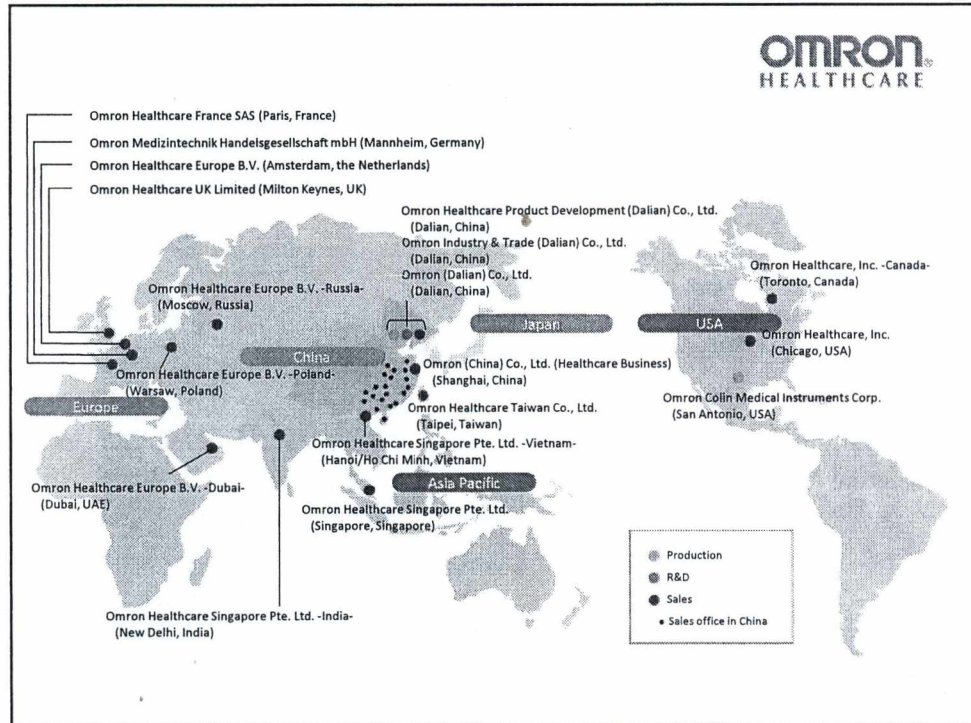 OMRON®
HEALTHCARE
Omron Healthcare France SAS (Paris, France)
Omron Medizintechnik Handelsgesellschaft mbH (Mannheim, Germany)
Omron Healthcare Europe B.V. (Amsterdam, the Netherlands)
Omron Healthcare UK Limited (Milton Keynes, UK)
Omron Healthcare Product Development (Dalian) Co., Ltd.
(Dalian, China)
Omron Industry & Trade (Dalian) Co., Ltd.
(Dalian, China)
Omron (Dalian) Co., Ltd.
(Dalian, China)
Omron Healthcare, Inc. -Canada-
(Toronto, Canada)
Omron Healthcare Europe B.V. -Russia-
(Moscow, Russia)
Japan
USA
Omron Healthcare, Inc.
(Chicago, USA)
China
Omron (China) Co., Ltd. (Healthcare Business)
(Shanghai, China)
Omron Healthcare Europe B.V. -Poland-
(Warsaw, Poland)
Europe
Omron Colin Medical Instruments Corp.
(San Antonio, USA)
Omron Healthcare Taiwan Co., Ltd.
(Taipei, Taiwan)
Omron Healthcare Singapore Pte. Ltd. -Vietnam-
(Hanoi/Ho Chi Minh, Vietnam)
Asia Pacific
Omron Healthcare Europe B.V. -Dubai-
(Dubai, UAE)
Omron Healthcare Singapore Pte. Ltd.
(Singapore, Singapore)
Omron Healthcare Singapore Pte. Ltd. -India-
(New Delhi, India)
Production
R&D
Sales
Sales office in China